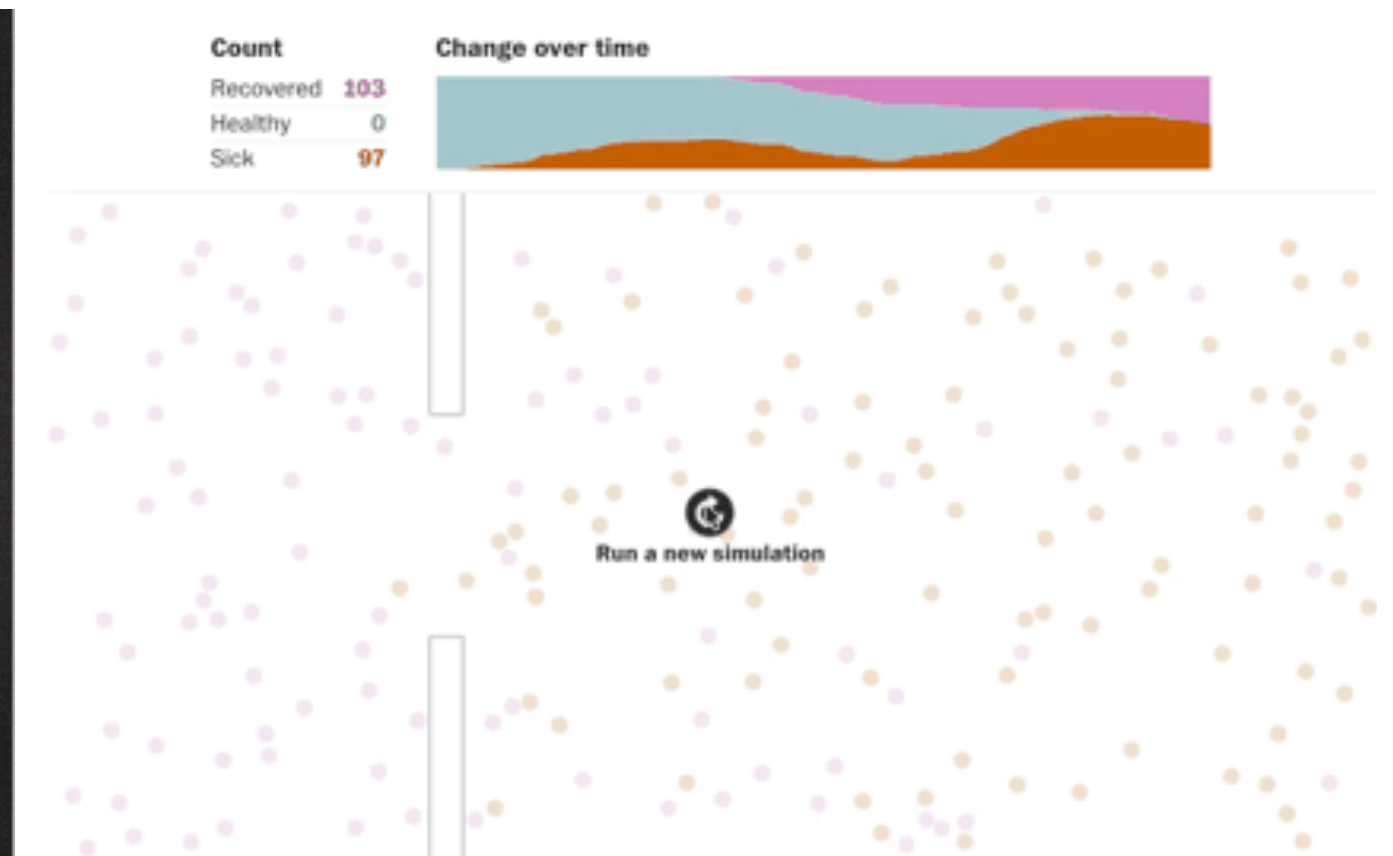 Count
Change over time
Recovered 103
Healthy 0
Sick 97
Run a new simulation